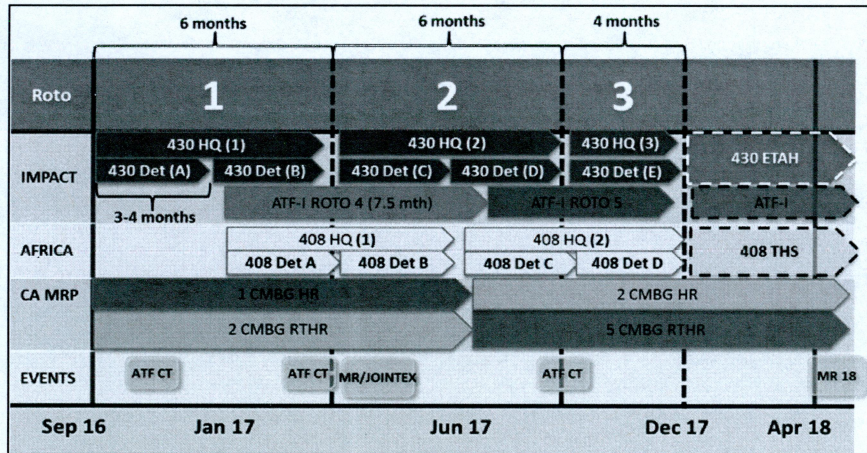 6 months 6 months 4 months
Roto 1 2 3
430 HQ (1) 430 HQ (2) 430 HQ (3)
430 ETAH
IMPACT 430 Det (A) 430 Det (B) 430 Det (C) 430 Det (D) 430 Det (E)
3-4 months ATF-I ROTO 4 (7.5 mth) ATF-I ROTO 5 ATF-I
408 HQ (1) 408 HQ (2)
AFRICA 408 THS
408 Det A 408 Det B 408 Det C 408 Det D
CA MRP 1 CMBG HR 2 CMBG HR
2 CMBG RTHR 5 CMBG RTHR
EVENTS ATF CT ATF CT MR/JOINTEX ATF CT MR 18
Sep 16 Jan 17 Jun 17 Dec 17 Apr 18